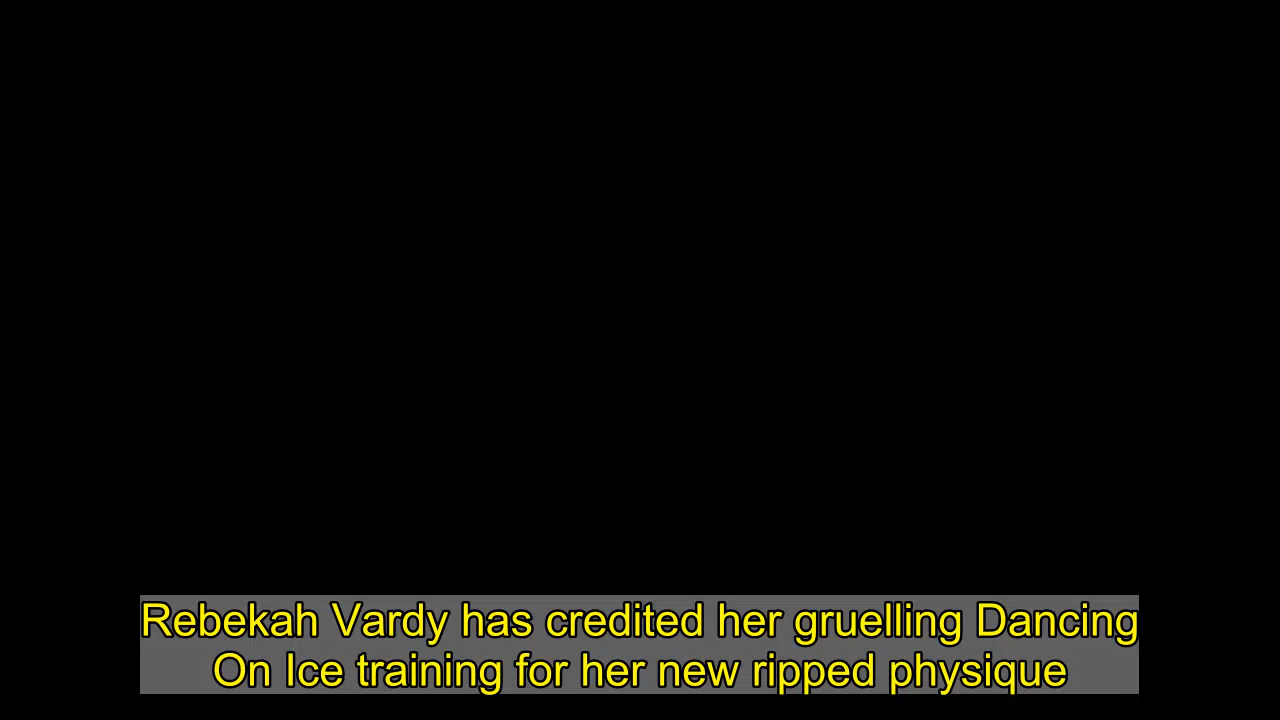 Rebekah Vardy has credited her gruelling Dancing
On Ice training for her new ripped physique